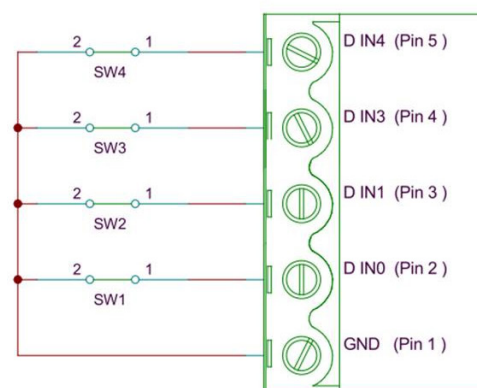 2 1 D IN4 (Pin 5 )
SW4
2 1 D IN3 (Pin 4 )
SW3
2 1 D IN1 (Pin 3 )
SW2
2 1 D IN0 (Pin 2 )
SW1
GND (Pin 1 )